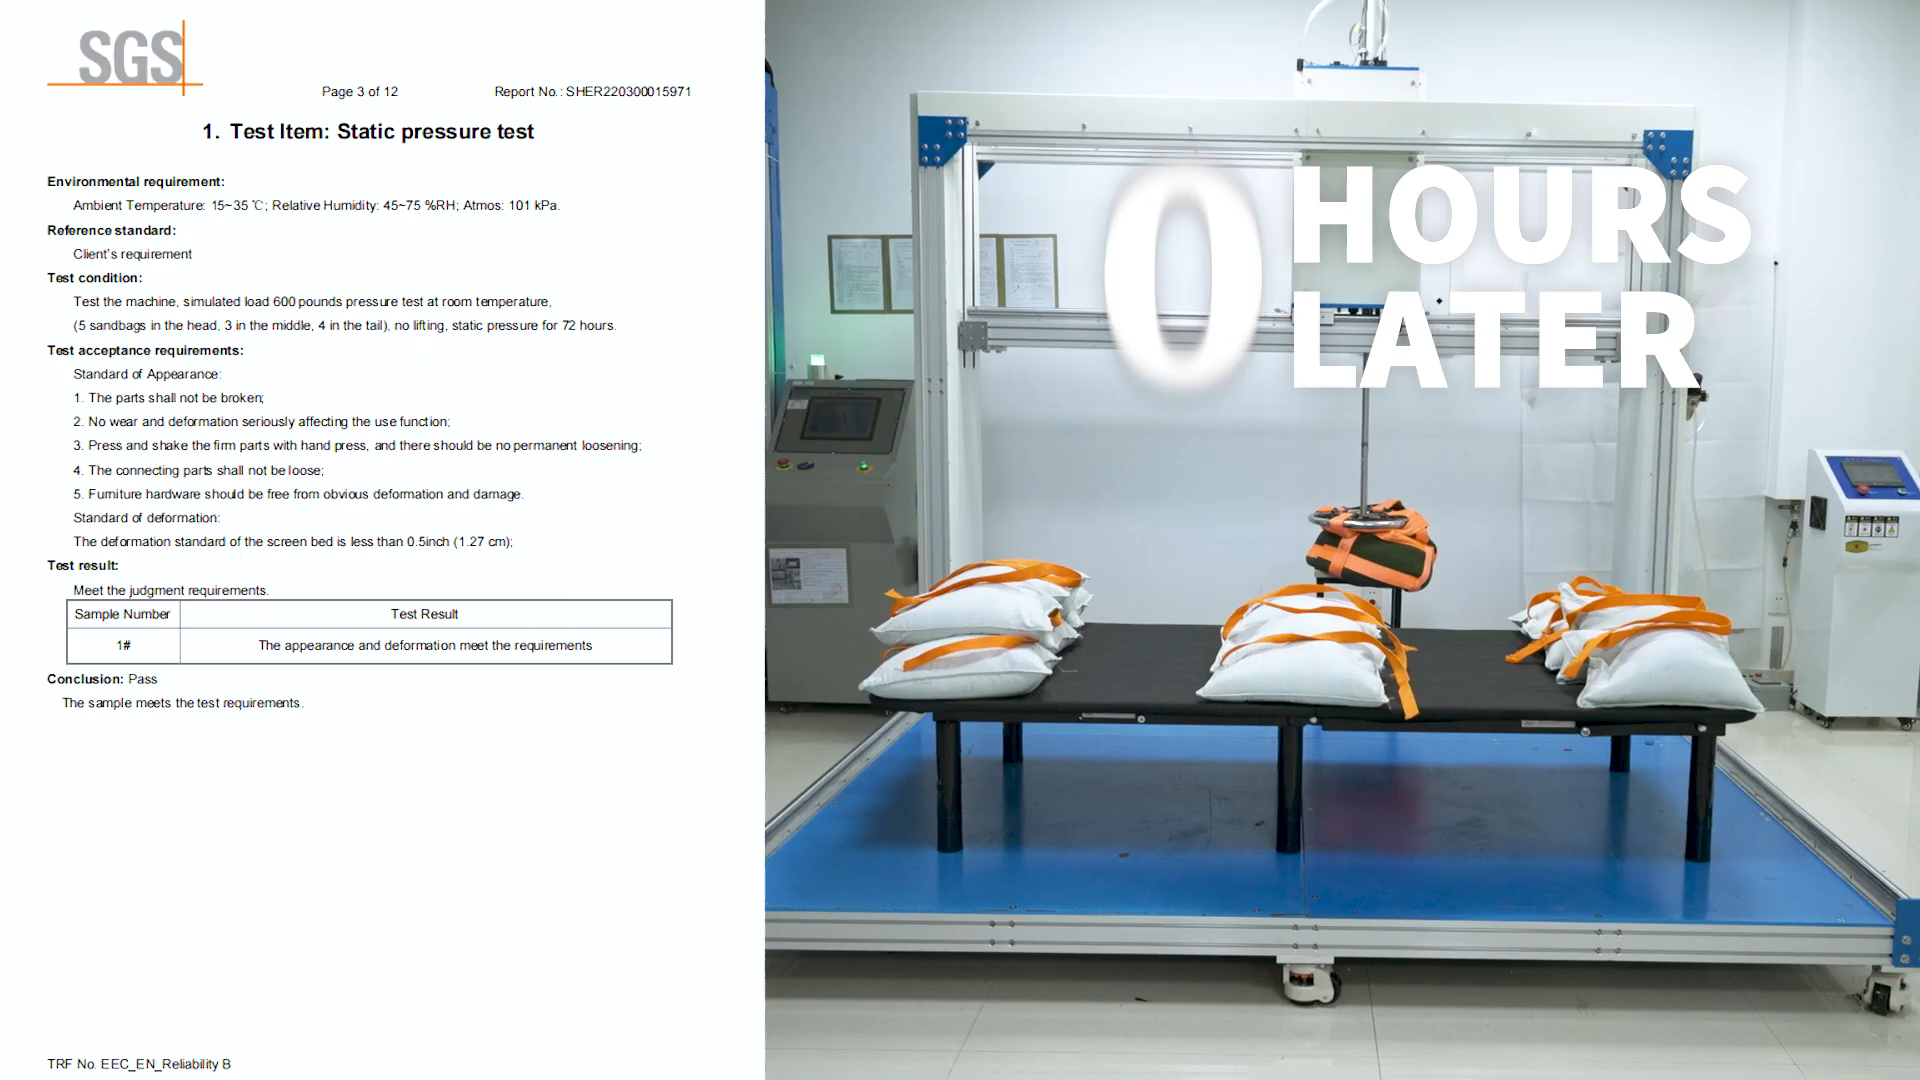 SGS
Page 3 of 12
Report No.: SHER220300015971
1. Test Item: Static pressure test
Environmental requirement:
Ambient Temperature: 15~35 ℃; Relative Humidity: 45~75 %RH; Atmos: 101 kPa.
Reference standard:
Client's requirement
Test condition:
Test the machine, simulated load 600 pounds pressure test at room temperature,
(5 sandbags in the head, 3 in the middle, 4 in the tail), no lifting, static pressure for 72 hours.
Test acceptance requirements:
Standard of Appearance:
1. The parts shall not be broken;
2. No wear and deformation seriously affecting the use function;
3. Press and shake the firm parts with hand press, and there should be no permanent loosening;
4. The connecting parts shall not be loose;
5. Furniture hardware should be free from obvious deformation and damage.
Standard of deformation:
The deformation standard of the screen bed is less than 0.5inch (1.27 cm);
Test result:
Meet the judgment requirements.
Sample Number Test Result
1# The appearance and deformation meet the requirements
Conclusion: Pass
The sample meets the test requirements.
TRF No. EEC_EN_Reliability B
0 HOURS
LATER